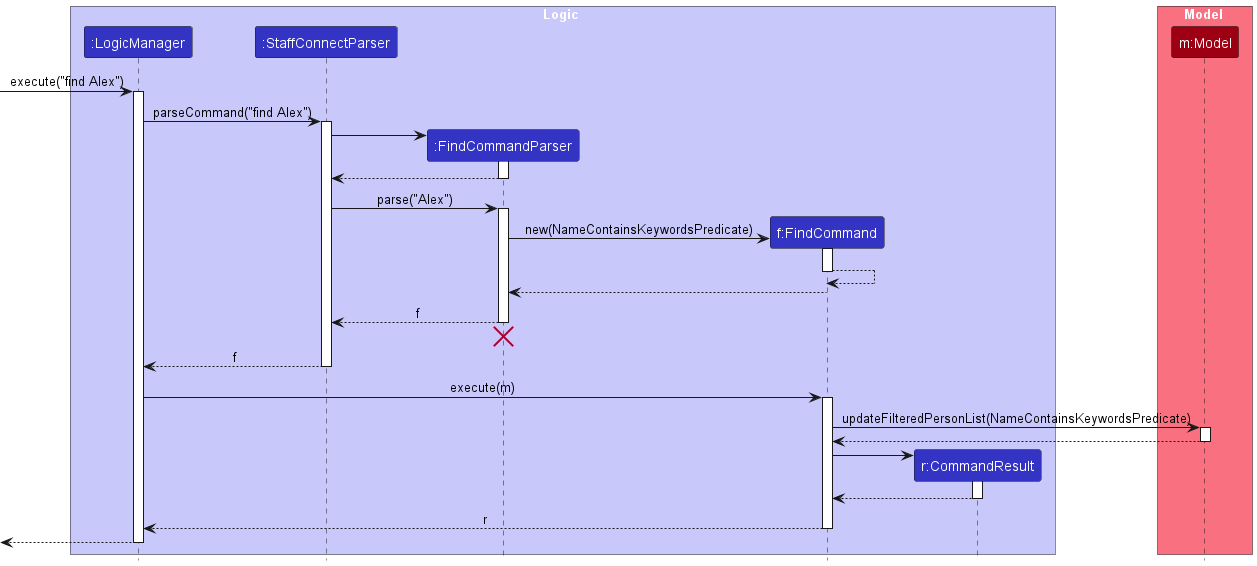 Logic
Model
:LogicManager
:StaffConnectParser
m:Model
execute("find Alex")
parseCommand("find Alex")
:FindCommandParser
parse("Alex")
new(NameContainsKeywordsPredicate)
f:FindCommand
f
f
execute(m)
updateFilteredPersonList(NameContainsKeywordsPredicate)
r:CommandResult
r